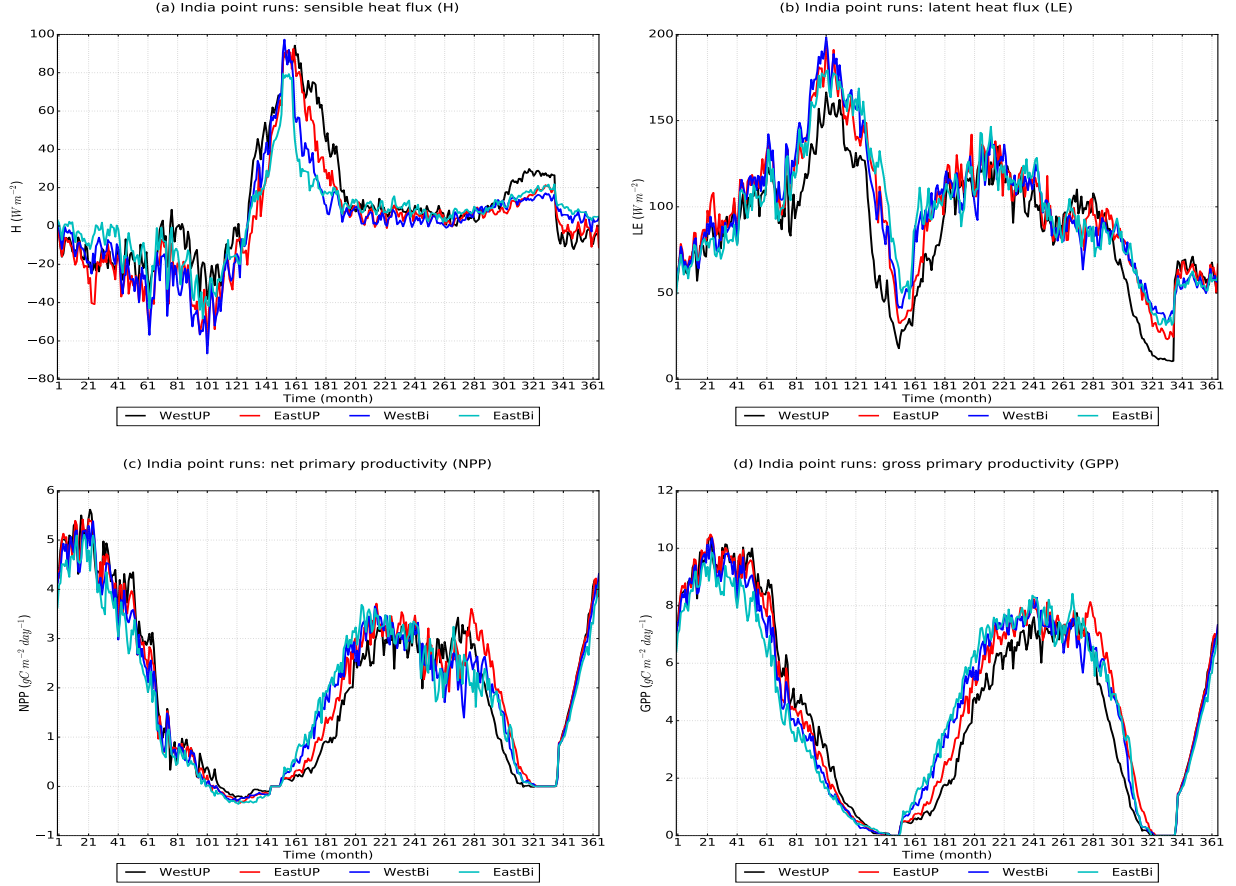 (a) India point runs: sensible heat flux (H)
100
80
60
40
20
0
−20
−40
−60
−80
H (W m⁻²)
1 21 41 61 81 101 121 141 161 181 201 221 241 261 281 301 321 341 361
Time (month)
WestUP EastUP WestBi EastBi
(b) India point runs: latent heat flux (LE)
200
150
100
50
0
LE (W m⁻²)
1 21 41 61 81 101 121 141 161 181 201 221 241 261 281 301 321 341 361
Time (month)
WestUP EastUP WestBi EastBi
(c) India point runs: net primary productivity (NPP)
6
5
4
3
2
1
0
−1
NPP (gC m⁻² day⁻¹)
1 21 41 61 81 101 121 141 161 181 201 221 241 261 281 301 321 341 361
Time (month)
WestUP EastUP WestBi EastBi
(d) India point runs: gross primary productivity (GPP)
12
10
8
6
4
2
0
GPP (gC m⁻² day⁻¹)
1 21 41 61 81 101 121 141 161 181 201 221 241 261 281 301 321 341 361
Time (month)
WestUP EastUP WestBi EastBi